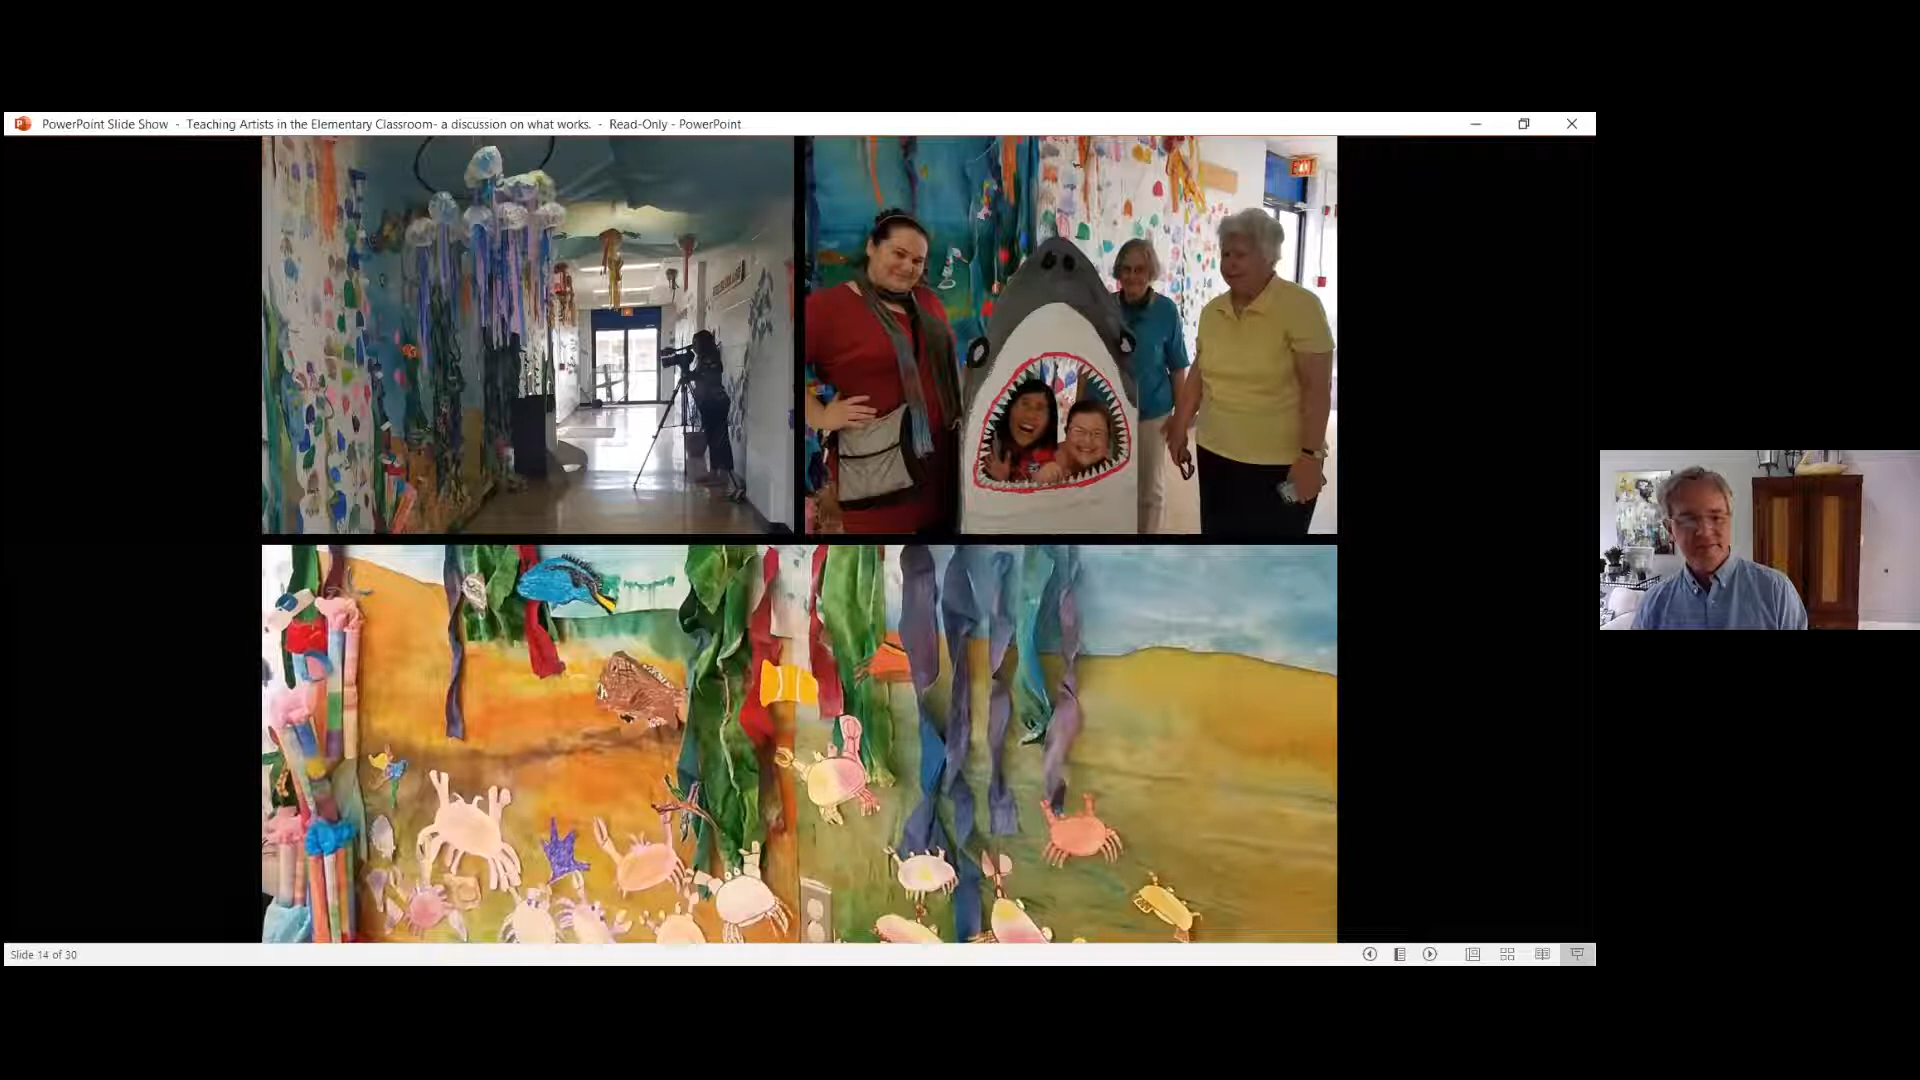 PowerPoint Slide Show - Teaching Artists in the Elementary Classroom- a discussion on what works. - Read-Only - PowerPoint
EXIT
Slide 14 of 30